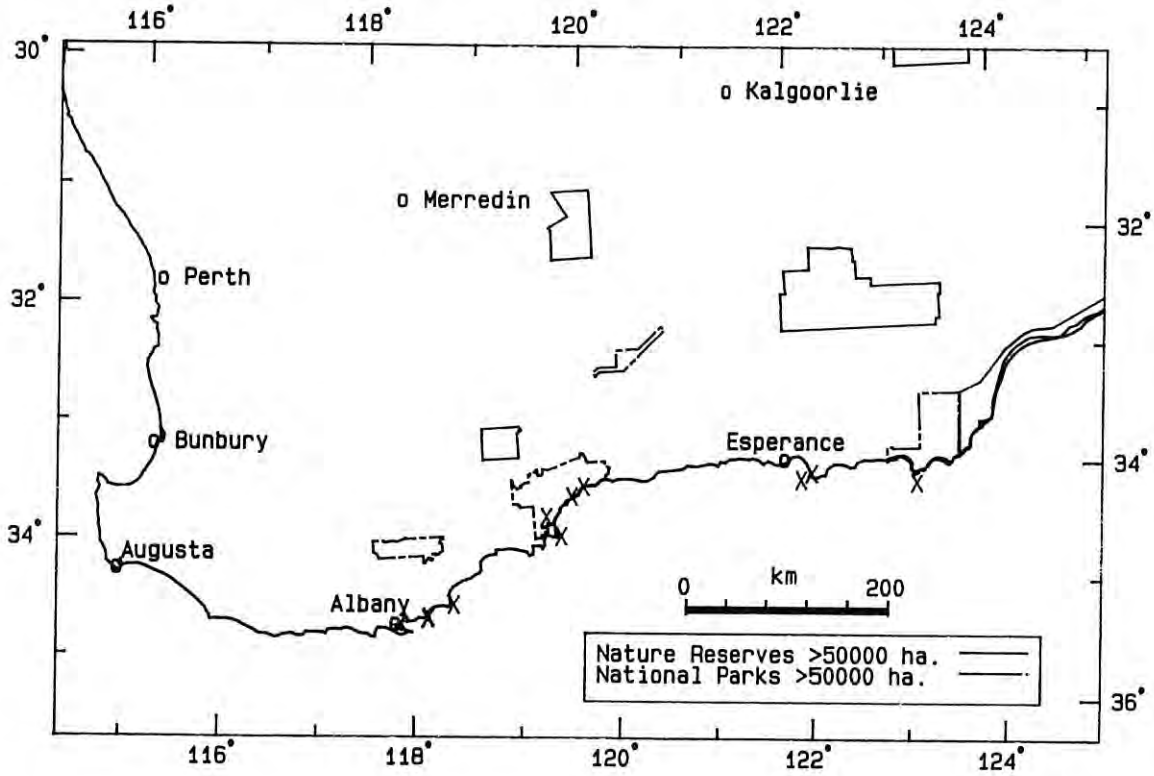 116° 118° 120° 122° 124°
30°
Kalgoorlie
Merredin
32°
Perth
32°
Bunbury
Esperance
34°
34°
Augusta
0 km 200
Albany
Nature Reserves >50000 ha.
National Parks >50000 ha.
36°
116° 118° 120° 122° 124°